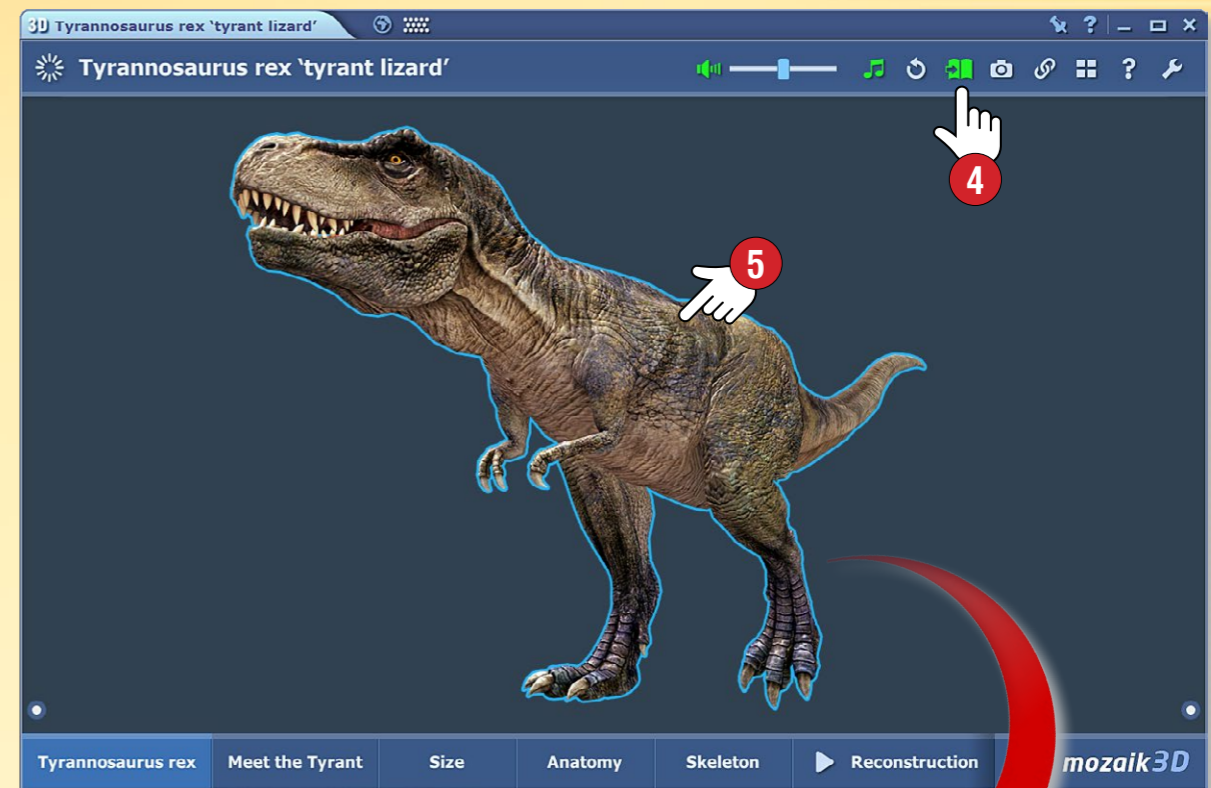 3D Tyrannosaurus rex ‘tyrant lizard’
?
Tyrannosaurus rex ‘tyrant lizard’
?
4
5
Tyrannosaurus rex
Meet the Tyrant
Size
Anatomy
Skeleton
Reconstruction
mozaik3D